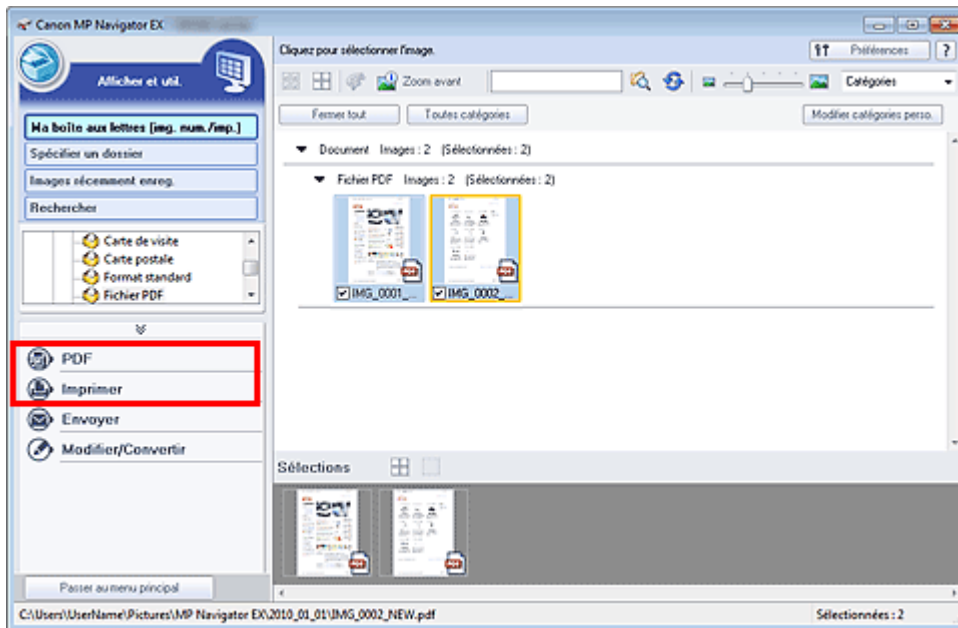 Canon MP Navigator EX
Afficher et util.
Ma boîte aux lettres [img. num./imp.]
Spécifier un dossier
Images récemment enreg.
Rechercher
Carte de visite
Carte postale
Format standard
Fichier PDF
PDF
Imprimer
Envoyer
Modifier/Convertir
Passer au menu principal
Cliquez pour sélectionner l'image.
Préférences
?
Zoom avant
Catégories
Fermer tout
Toutes catégories
Modifier catégories perso.
Document Images : 2 (Sélectionnées : 2)
Fichier PDF Images : 2 (Sélectionnées : 2)
IMG_0001_...
IMG_0002_...
Sélections
C:\Users\UserName\Pictures\MP Navigator EX\2010_01_01\IMG_0002_NEW.pdf
Sélectionnées : 2